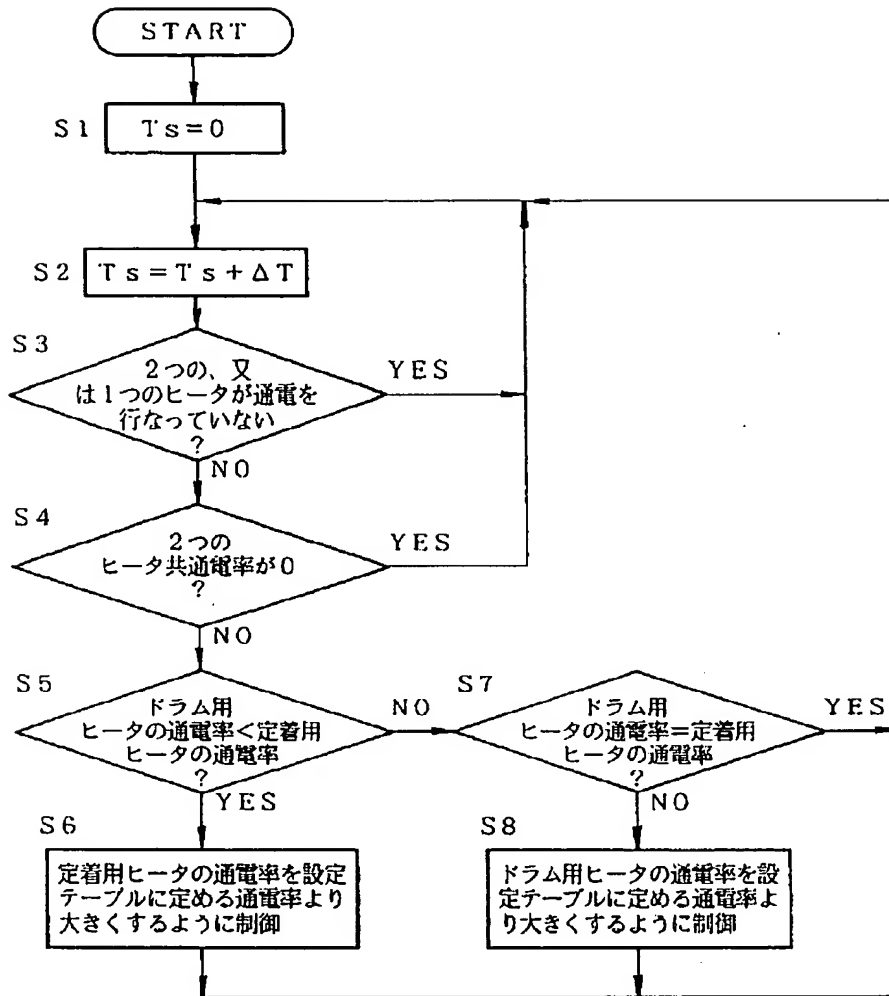 START
S1
Ts=0
S2
Ts=Ts+ΔT
S3
2つの、又
は1つのヒータが通電を
行なっていない
?
YES
NO
S4
2つの
ヒータ共通電率が0
?
YES
NO
S5
ドラム用
ヒータの通電率<定着用
ヒータの通電率
?
NO
YES
S7
ドラム用
ヒータの通電率=定着用
ヒータの通電率
?
YES
NO
S6
定着用ヒータの通電率を設定
テーブルに定める通電率より
大きくするように制御
S8
ドラム用ヒータの通電率を設
定テーブルに定める通電率よ
り大きくするように制御